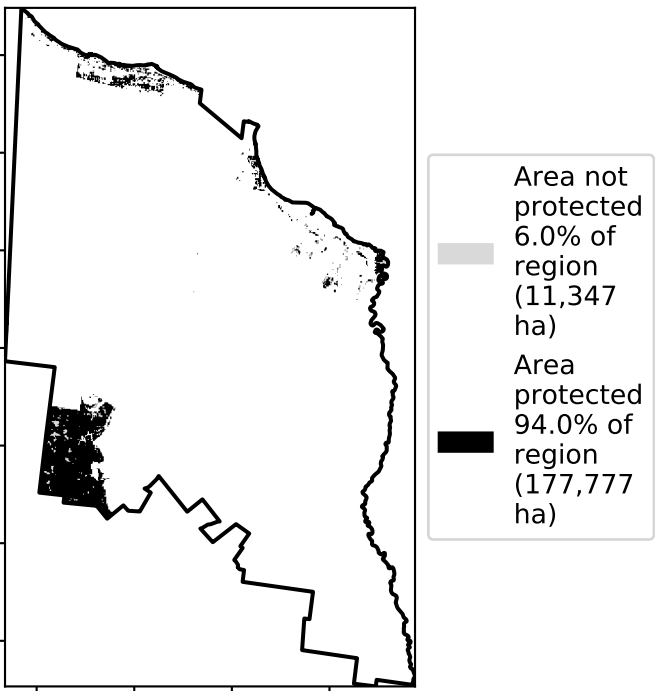 Area not
protected
6.0% of
region
(11,347
ha)
Area
protected
94.0% of
region
(177,777
ha)